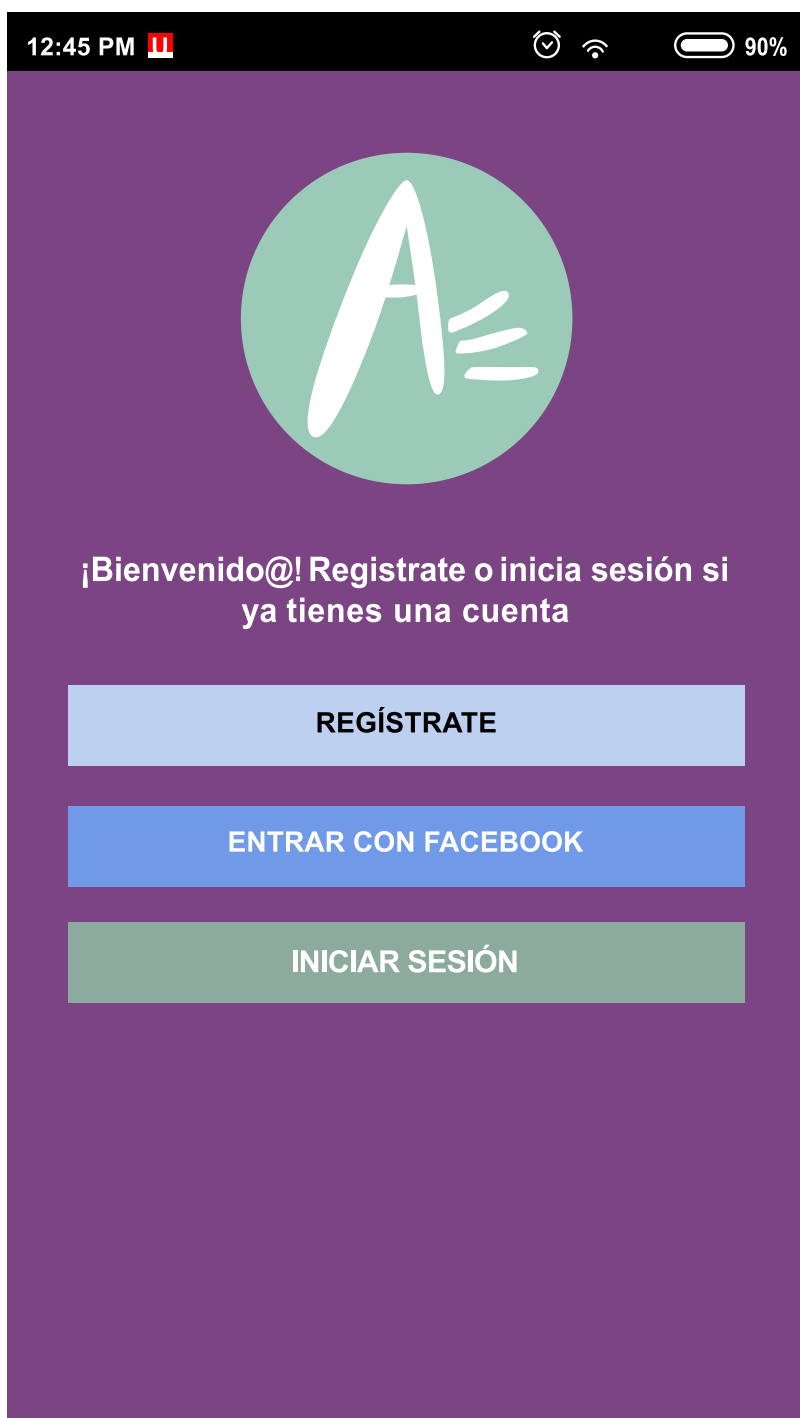 12:45 PM U 90%
A
¡Bienvenido@! Registrate o inicia sesión si
ya tienes una cuenta
REGÍSTRATE
ENTRAR CON FACEBOOK
INICIAR SESIÓN